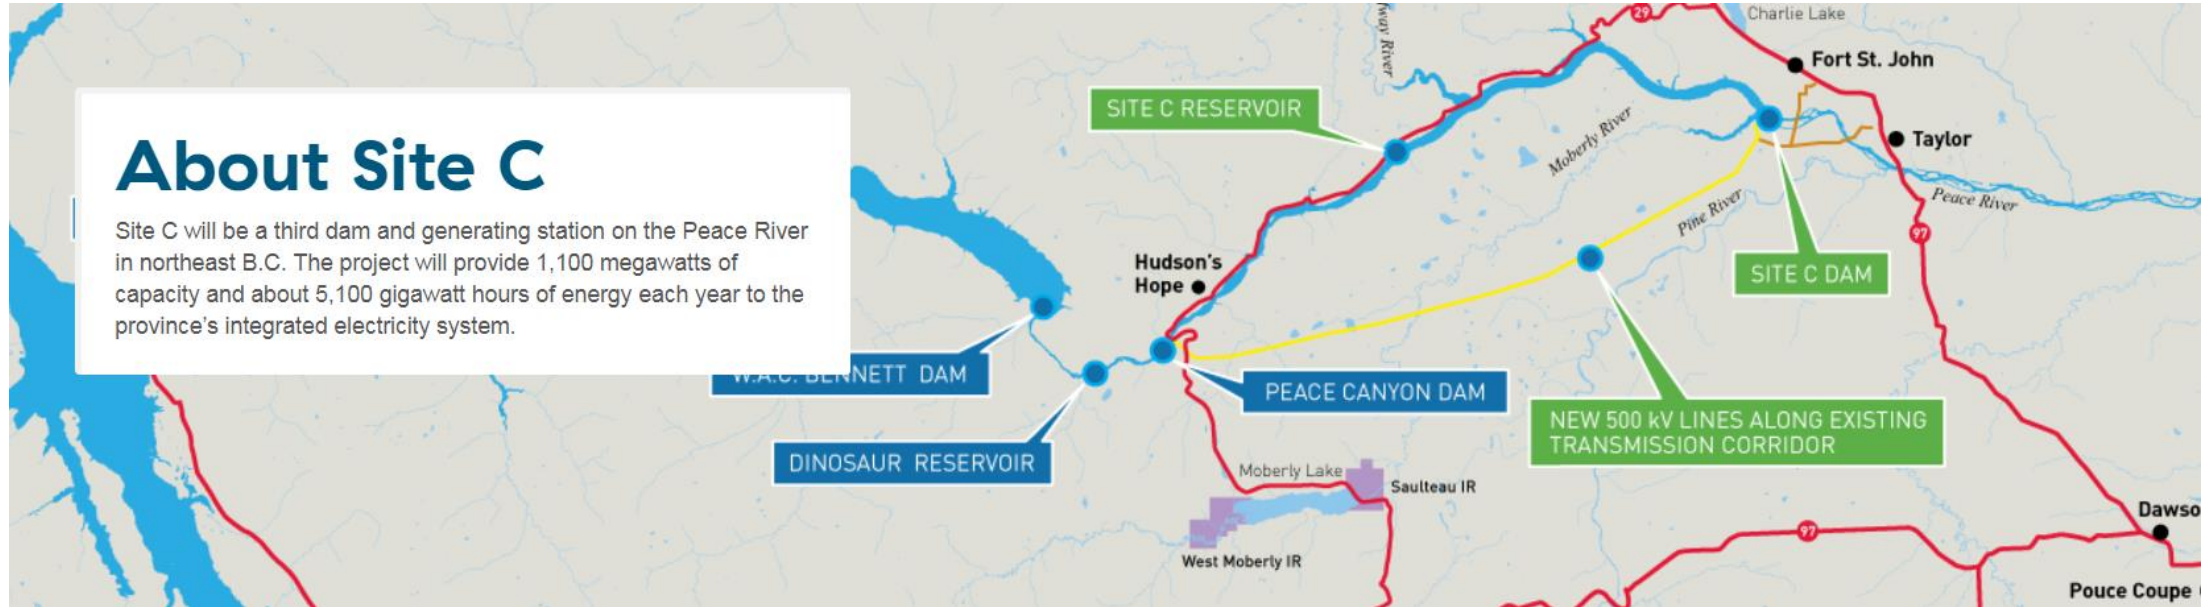 About Site C
Site C will be a third dam and generating station on the Peace River
in northeast B.C. The project will provide 1,100 megawatts of
capacity and about 5,100 gigawatt hours of energy each year to the
province's integrated electricity system.
29
Charlie Lake
Fort St. John
SITE C RESERVOIR
Moberly River
Taylor
Peace River
Pine River
97
Hudson's
Hope
SITE C DAM
W.A.C. BENNETT DAM
PEACE CANYON DAM
NEW 500 kV LINES ALONG EXISTING
TRANSMISSION CORRIDOR
DINOSAUR RESERVOIR
Moberly Lake
Saulteau IR
West Moberly IR
97
Dawso
Pouce Coupe